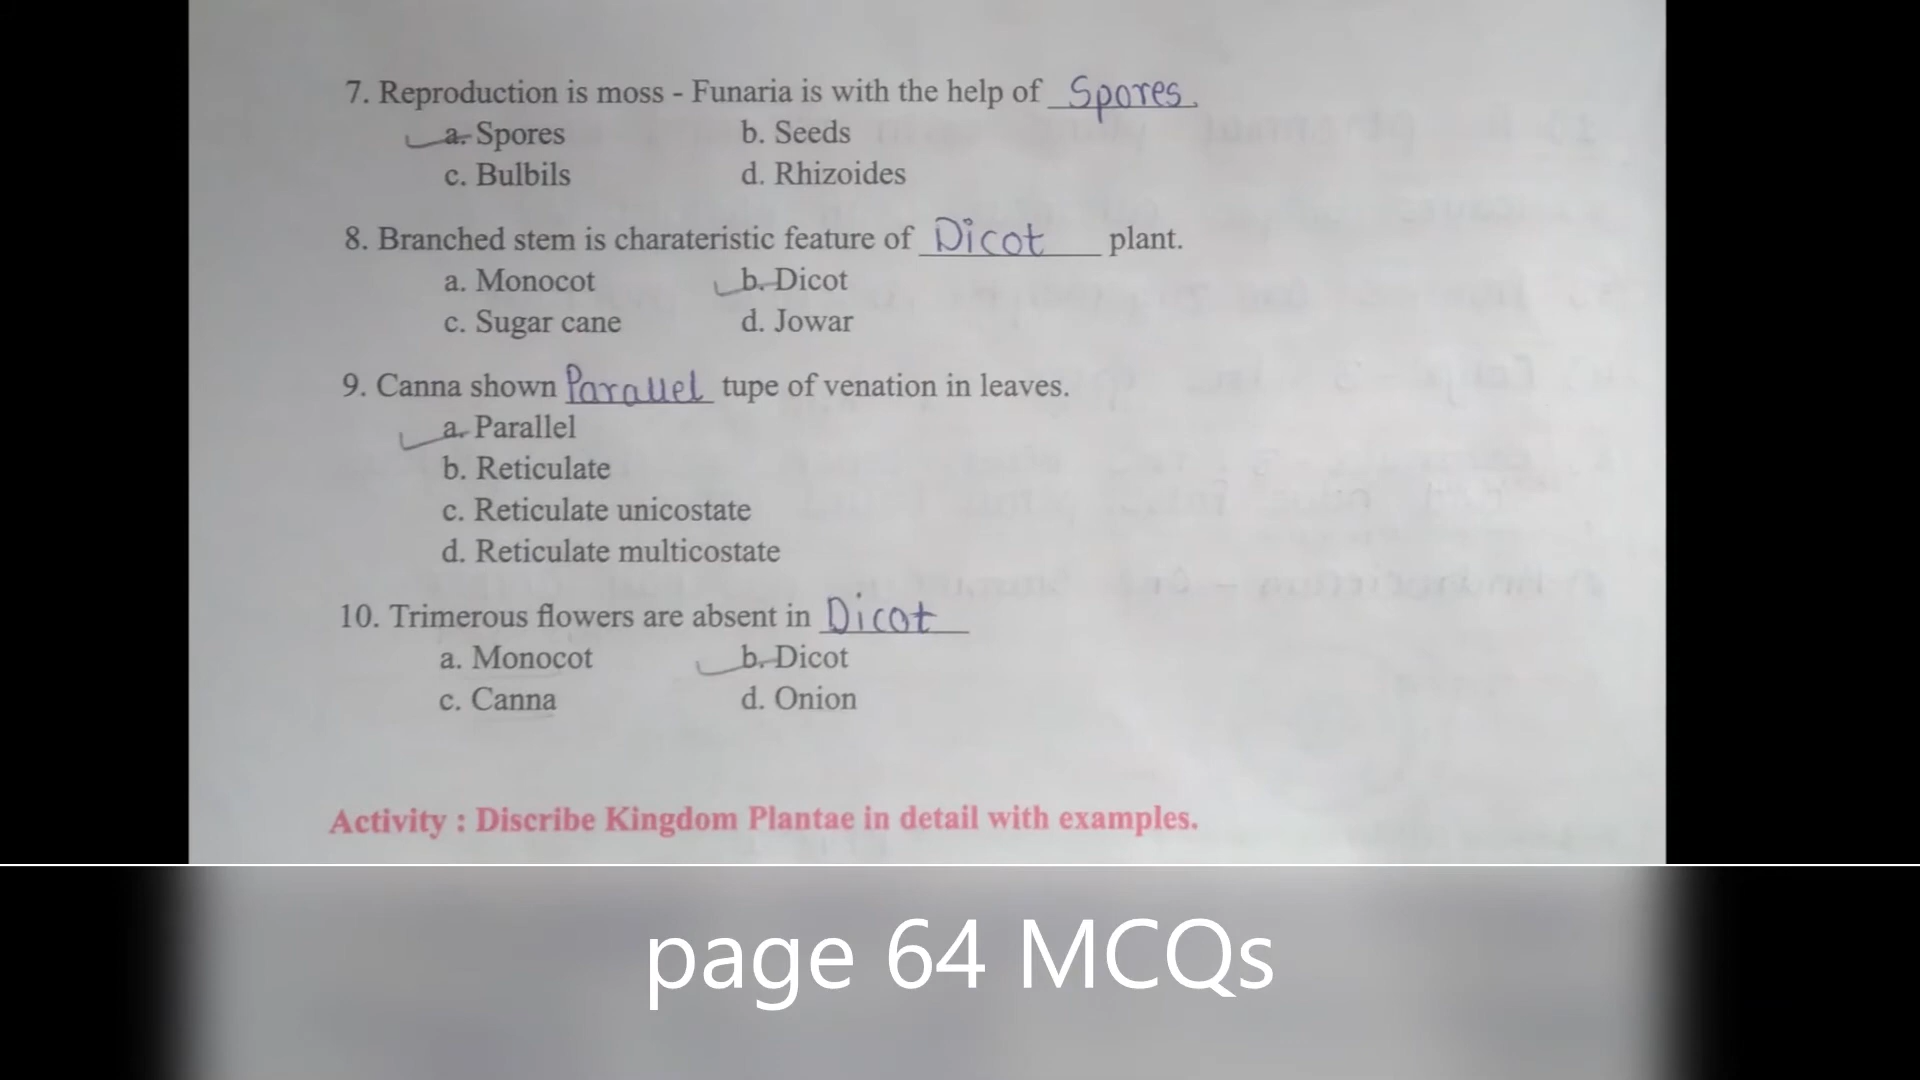 7. Reproduction is moss - Funaria is with the help of Spores.
a. Spores b. Seeds
c. Bulbils d. Rhizoides
8. Branched stem is charateristic feature of Dicot plant.
a. Monocot b. Dicot
c. Sugar cane d. Jowar
9. Canna shown Parallel tupe of venation in leaves.
a. Parallel
b. Reticulate
c. Reticulate unicostate
d. Reticulate multicostate
10. Trimerous flowers are absent in Dicot
a. Monocot b. Dicot
c. Canna d. Onion
Activity : Discribe Kingdom Plantae in detail with examples.
page 64 MCQs